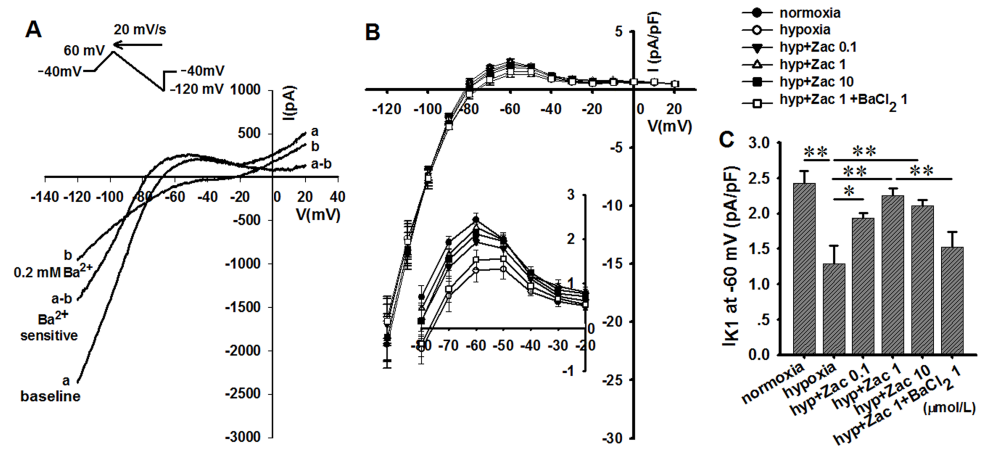 A
20 mV/s
60 mV
−40mV
−40mV
−120 mV
I(pA)
1000
500
0
-500
-1000
-1500
-2000
-2500
-3000
-120 -100 -80 -60 -40 -20 0 20 40
V(mV)
a
b
a-b
b
0.2 mM Ba2+
a-b
Ba2+
sensitive
a
baseline
B
I (pA/pF)
5
0
-5
-10
-15
-20
-25
-30
-120 -100 -80 -60 -40 -20 0 20
V(mV)
3
2
1
0
-1
-80 -70 -60 -50 -40 -30 -20
normoxia
hypoxia
hyp+Zac 0.1
hyp+Zac 1
hyp+Zac 10
hyp+Zac 1 +BaCl2 1
C
IK1 at -60 mV (pA/pF)
3.0
2.5
2.0
1.5
1.0
0.5
0.0
** **
** **
*
normoxia
hypoxia
hyp+Zac 0.1
hyp+Zac 1
hyp+Zac 10
hyp+Zac 1+BaCl2 1
(μmol/L)